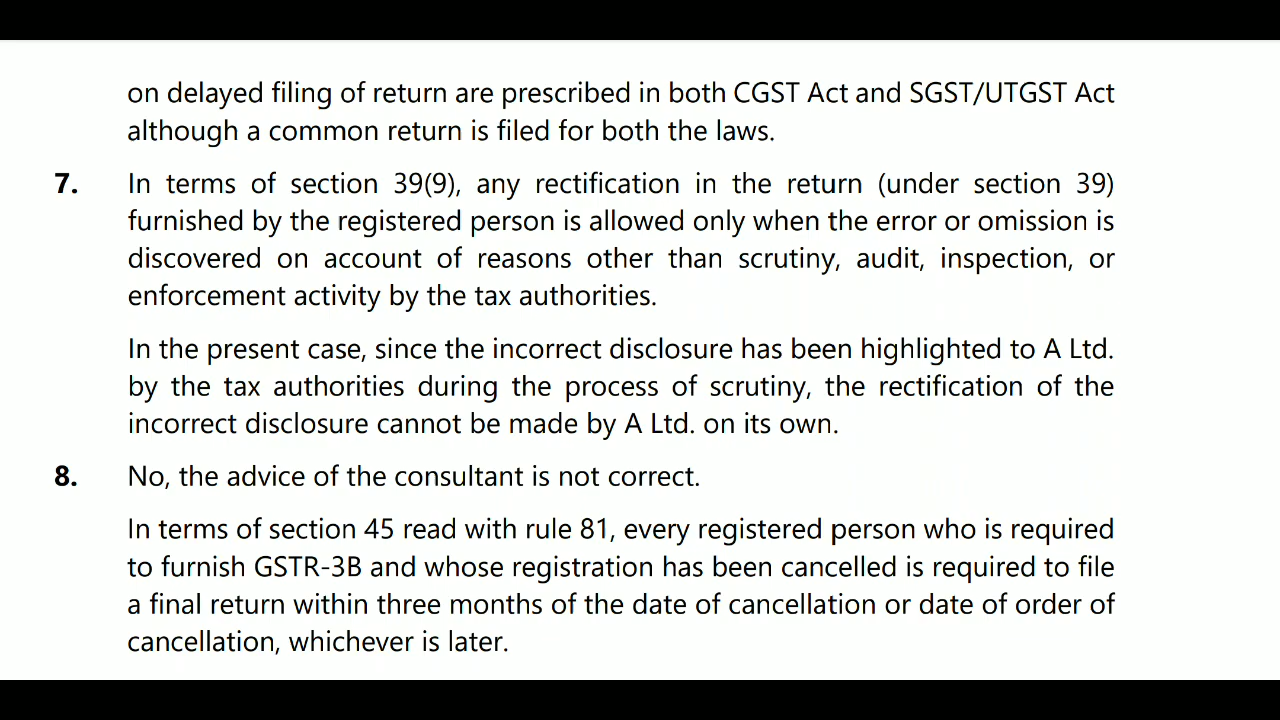 on delayed filing of return are prescribed in both CGST Act and SGST/UTGST Act
although a common return is filed for both the laws.
7. In terms of section 39(9), any rectification in the return (under section 39)
furnished by the registered person is allowed only when the error or omission is
discovered on account of reasons other than scrutiny, audit, inspection, or
enforcement activity by the tax authorities.
In the present case, since the incorrect disclosure has been highlighted to A Ltd.
by the tax authorities during the process of scrutiny, the rectification of the
incorrect disclosure cannot be made by A Ltd. on its own.
8. No, the advice of the consultant is not correct.
In terms of section 45 read with rule 81, every registered person who is required
to furnish GSTR-3B and whose registration has been cancelled is required to file
a final return within three months of the date of cancellation or date of order of
cancellation, whichever is later.